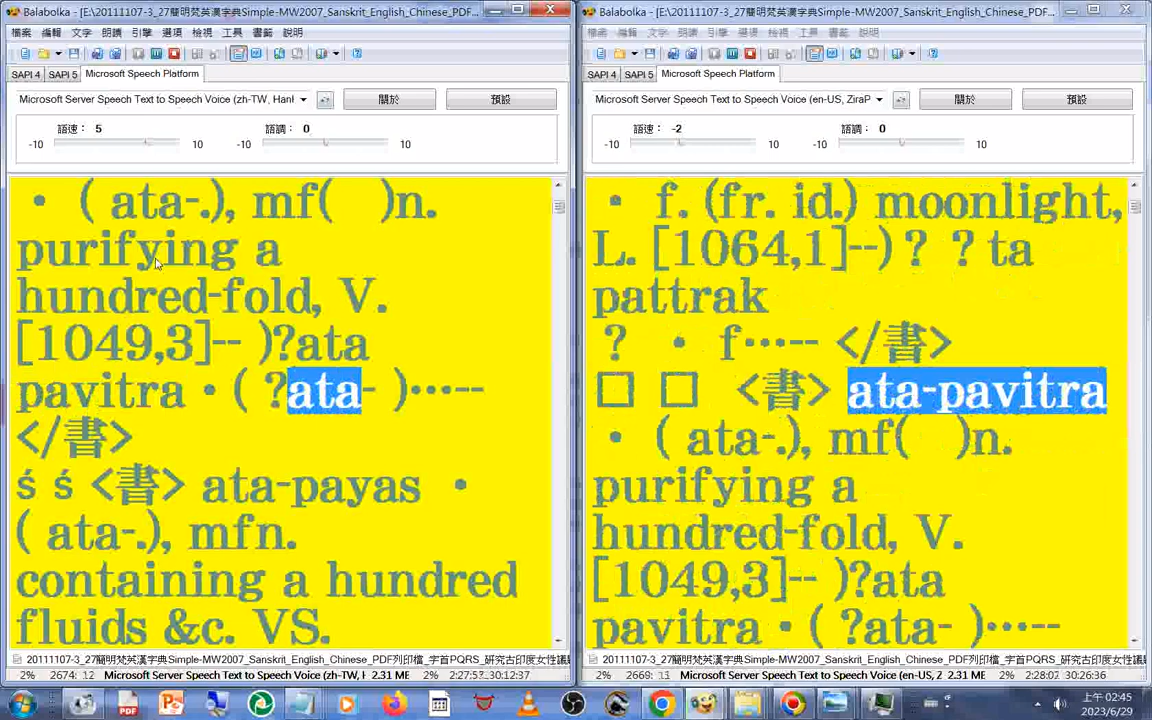 Balabolka - [E:\20111107-3_27簡明梵英漢字典Simple-MW2007_Sanskrit_English_Chinese_PDF...
檔案 編輯 文字 朗讀 引擎 選項 檢視 工具 書籤 說明
SAPI 4 SAPI 5 Microsoft Speech Platform
Microsoft Server Speech Text to Speech Voice (zh-TW, Hanl
關於
預設
語速： 5
語調： 0
-10 10 -10 10
• ( ata-.), mf( )n.
purifying a
hundred-fold, V.
[1049,3]-- )?ata
pavitra • ( ?ata- )…--
</書>
ś ś <書> ata-payas •
( ata-.), mfn.
containing a hundred
fluids &c. VS.
20111107-3_27簡明梵英漢字典Simple-MW2007_Sanskrit_English_Chinese_PDF列印檔_字首PQRS_研究古印度女性議
2% 2674: 12 Microsoft Server Speech Text to Speech Voice (zh-TW, H 2.31 ME 2% 2:27:57...30:12:37
Balabolka - [E:\20111107-3_27簡明梵英漢字典Simple-MW2007_Sanskrit_English_Chinese_PDF...
檔案 編輯 文字 朗讀 引擎 選項 檢視 工具 書籤 說明
SAPI 4 SAPI 5 Microsoft Speech Platform
Microsoft Server Speech Text to Speech Voice (en-US, ZiraP
關於
預設
語速： -2
語調： 0
-10 10 -10 10
• f. (fr. id.) moonlight,
L. [1064,1]--) ? ? ta
pattrak
? • f…-- </書>
□ □ <書> ata-pavitra
• ( ata-.), mf( )n.
purifying a
hundred-fold, V.
[1049,3]-- )?ata
pavitra • ( ?ata- )…--
20111107-3_27簡明梵英漢字典Simple-MW2007_Sanskrit_English_Chinese_PDF列印檔_字首PQRS_研究古印度女性議
2% 2669: Microsoft Server Speech Text to Speech Voice (en-US, Z 2.31 ME 2% 2:28:07...30:26:36
PDF
上午 02:45
2023/6/29